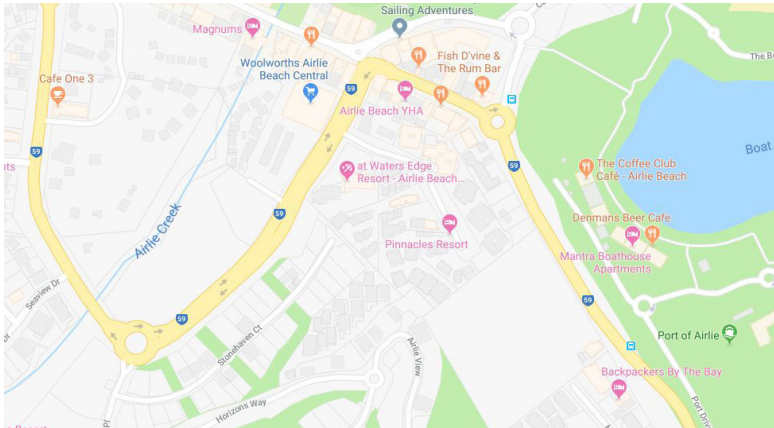 Sailing Adventures
Magnums
Woolworths Airlie
Beach Central
Fish D'vine &
The Rum Bar
Cafe One 3
59
Airlie Beach YHA
59
59
at Waters Edge
Resort - Airlie Beach...
The Coffee Club
Café - Airlie Beach
Boat
59
Airlie Creek
Denmans Beer Cafe
Pinnacles Resort
Mantra Boathouse
Apartments
Seaview Dr
59
59
Stonehaven Ct
Port of Airlie
Airlie View
Backpackers By The Bay
Horizons Way
Port Driv
Pl